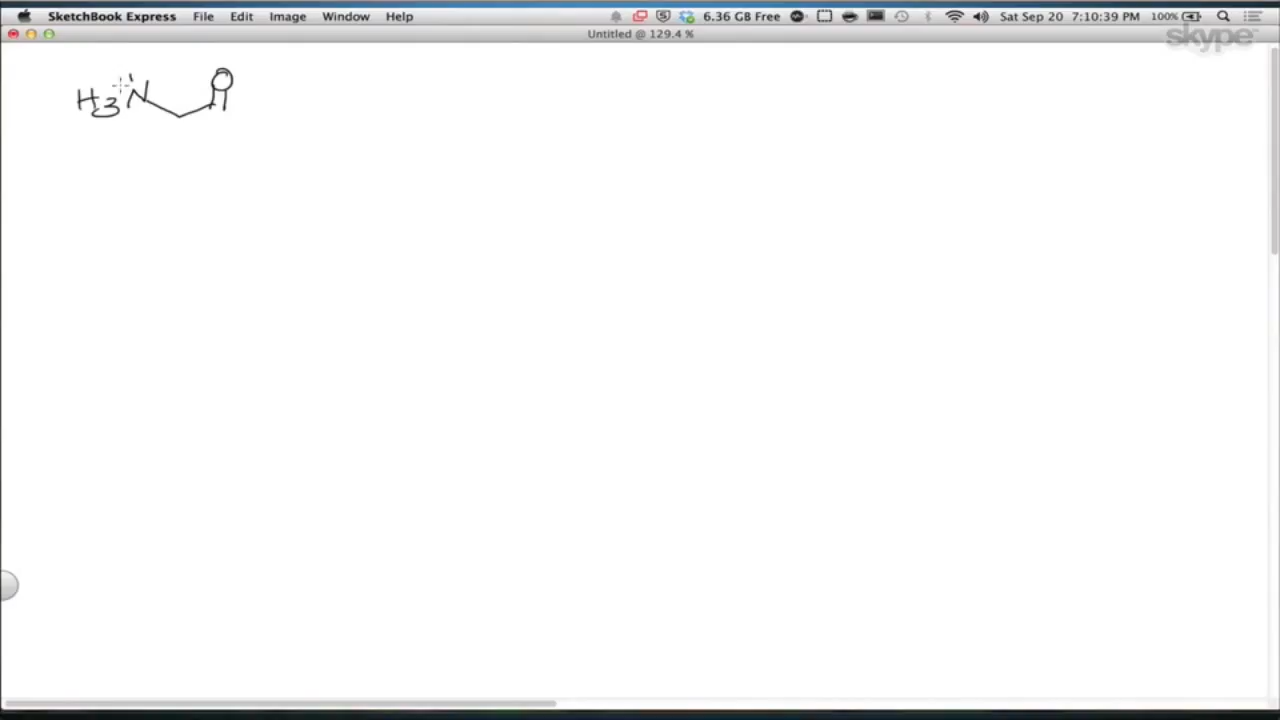 SketchBook Express File Edit Image Window Help 6.36 GB Free Sat Sep 20 7:10:39 PM 100%
Untitled @ 129.4 %
skype
H3N O